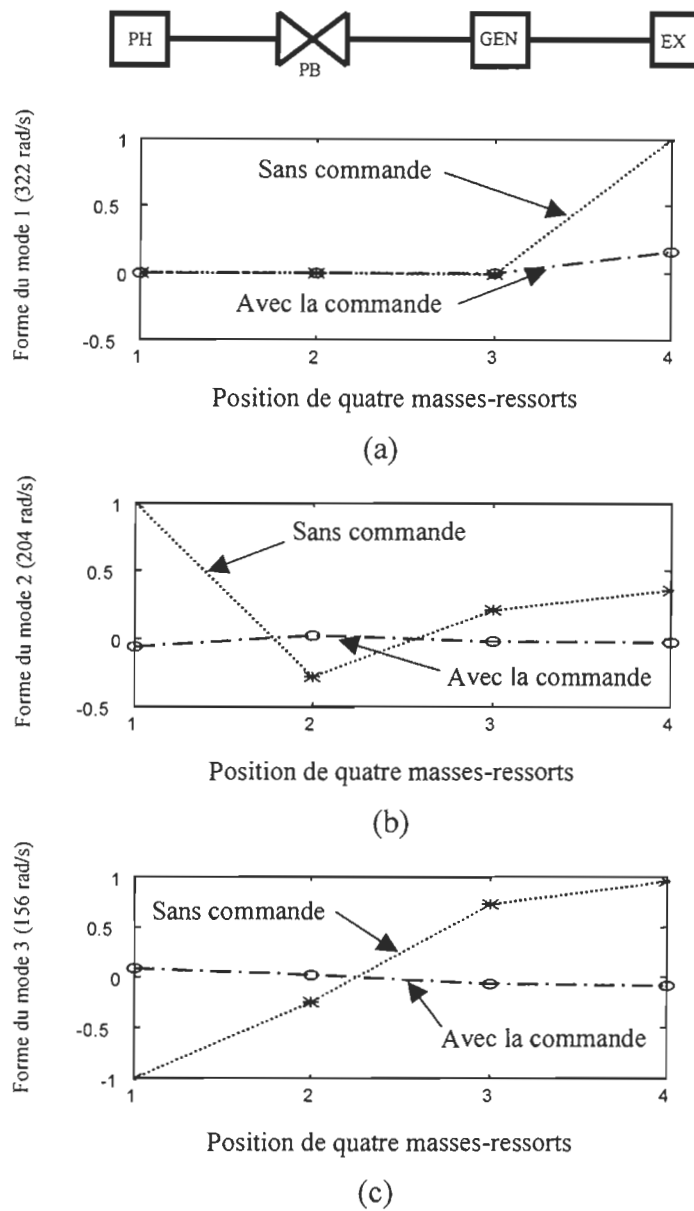 PH
PB
GEN
EX
Forme du mode 1 (322 rad/s)
1
0.5
0
-0.5
Sans commande
Avec la commande
1 2 3 4
Position de quatre masses-ressorts
(a)
Forme du mode 2 (204 rad/s)
1
0.5
0
-0.5
Sans commande
Avec la commande
1 2 3 4
Position de quatre masses-ressorts
(b)
Forme du mode 3 (156 rad/s)
1
0.5
0
-0.5
-1
Sans commande
Avec la commande
1 2 3 4
Position de quatre masses-ressorts
(c)